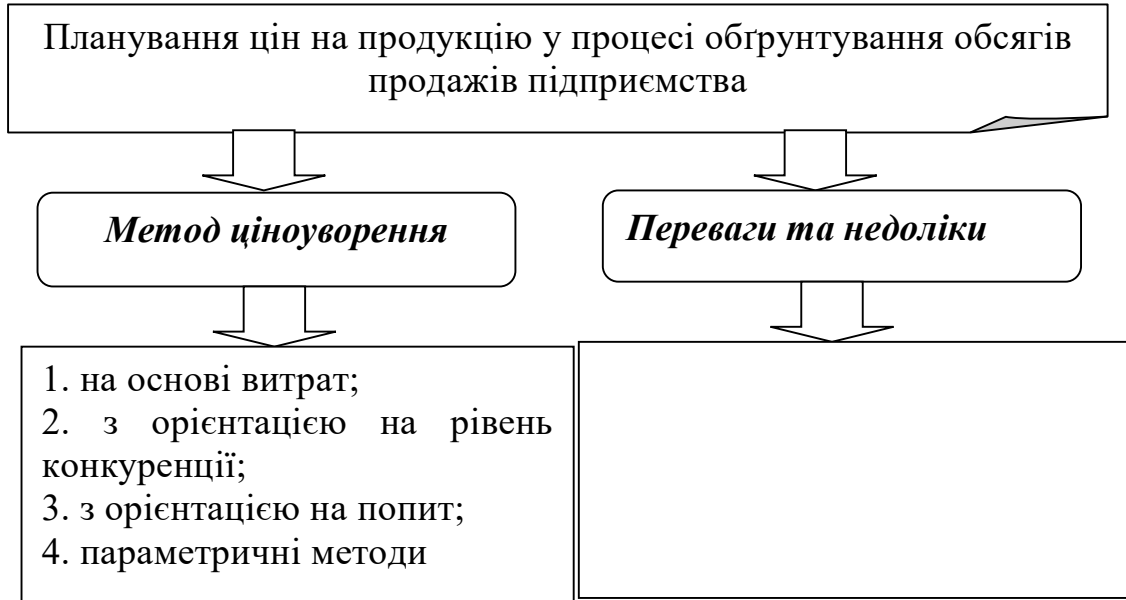 Планування цін на продукцію у процесі обґрунтування обсягів
продажів підприємства
Метод ціноуворення
Переваги та недоліки
1. на основі витрат;
2. з орієнтацією на рівень
конкуренції;
3. з орієнтацією на попит;
4. параметричні методи